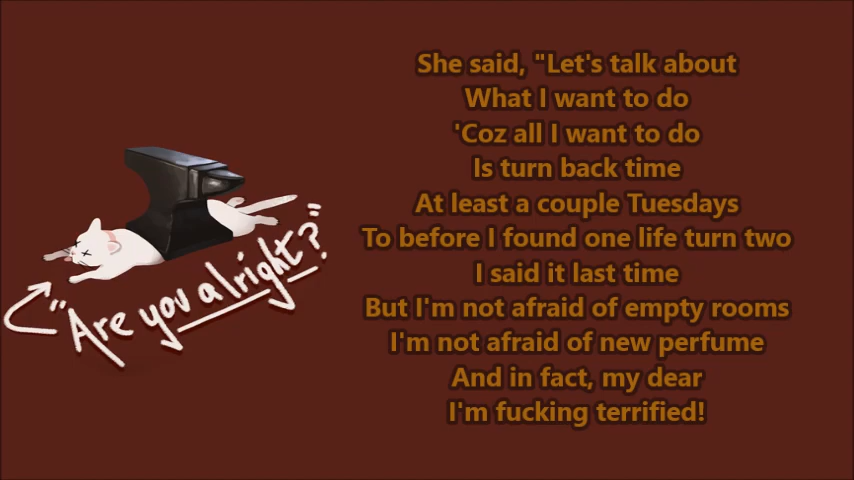 "Are you alright?"
She said, "Let's talk about
What I want to do
'Coz all I want to do
Is turn back time
At least a couple Tuesdays
To before I found one life turn two
I said it last time
But I'm not afraid of empty rooms
I'm not afraid of new perfume
And in fact, my dear
I'm fucking terrified!